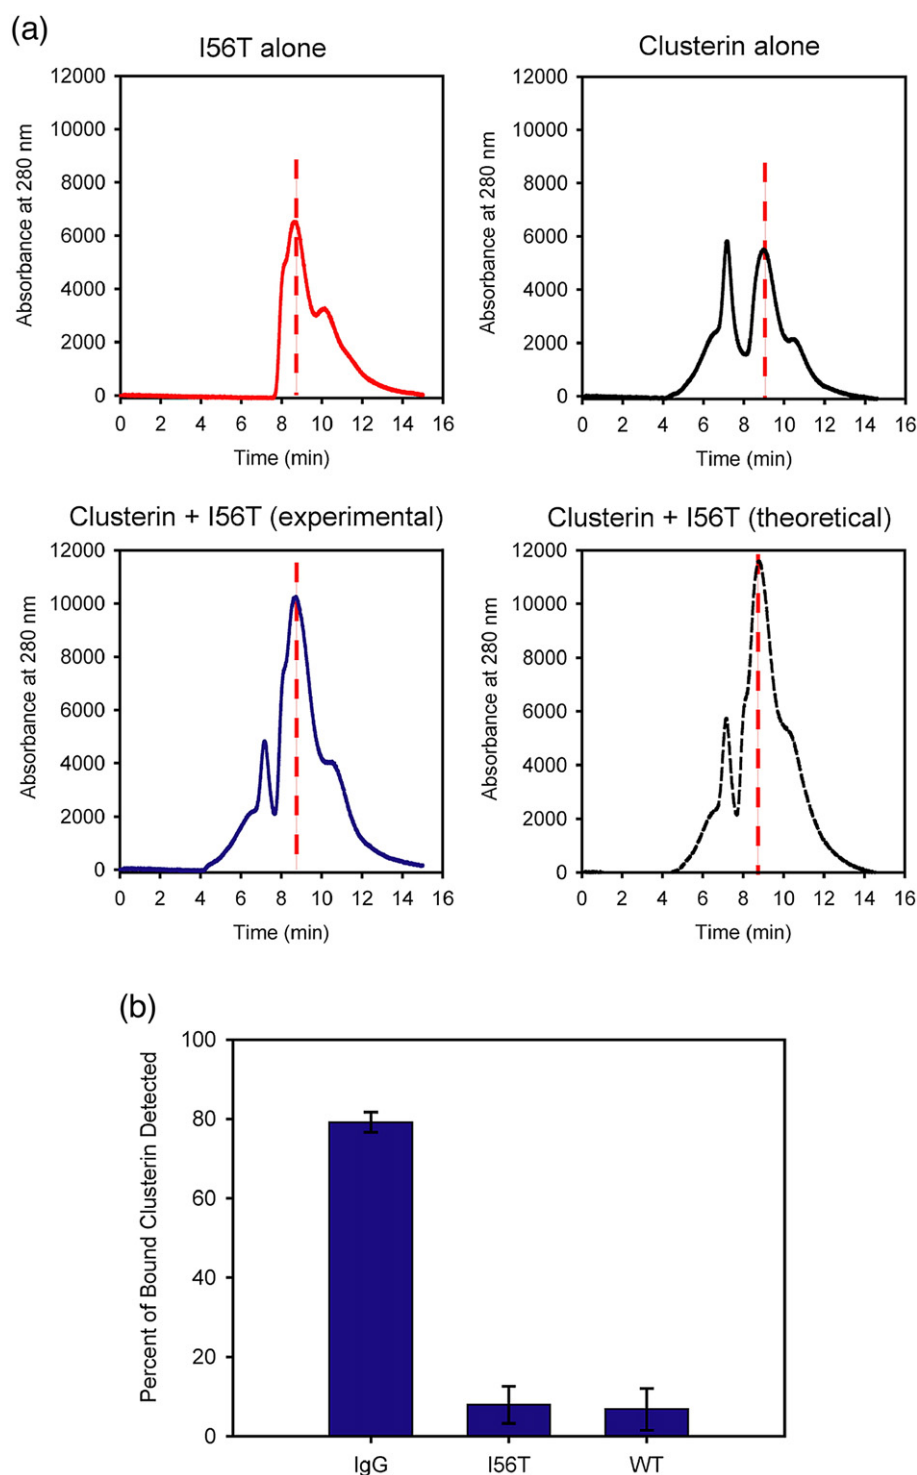 (a)
I56T alone
Clusterin alone
12000
10000
8000
6000
4000
2000
0
Absorbance at 280 nm
0 2 4 6 8 10 12 14 16
Time (min)
12000
10000
8000
6000
4000
2000
0
Absorbance at 280 nm
0 2 4 6 8 10 12 14 16
Time (min)
Clusterin + I56T (experimental)
Clusterin + I56T (theoretical)
12000
10000
8000
6000
4000
2000
0
Absorbance at 280 nm
0 2 4 6 8 10 12 14 16
Time (min)
12000
10000
8000
6000
4000
2000
0
Absorbance at 280 nm
0 2 4 6 8 10 12 14 16
Time (min)
(b)
100
80
60
40
20
0
Percent of Bound Clusterin Detected
IgG I56T WT